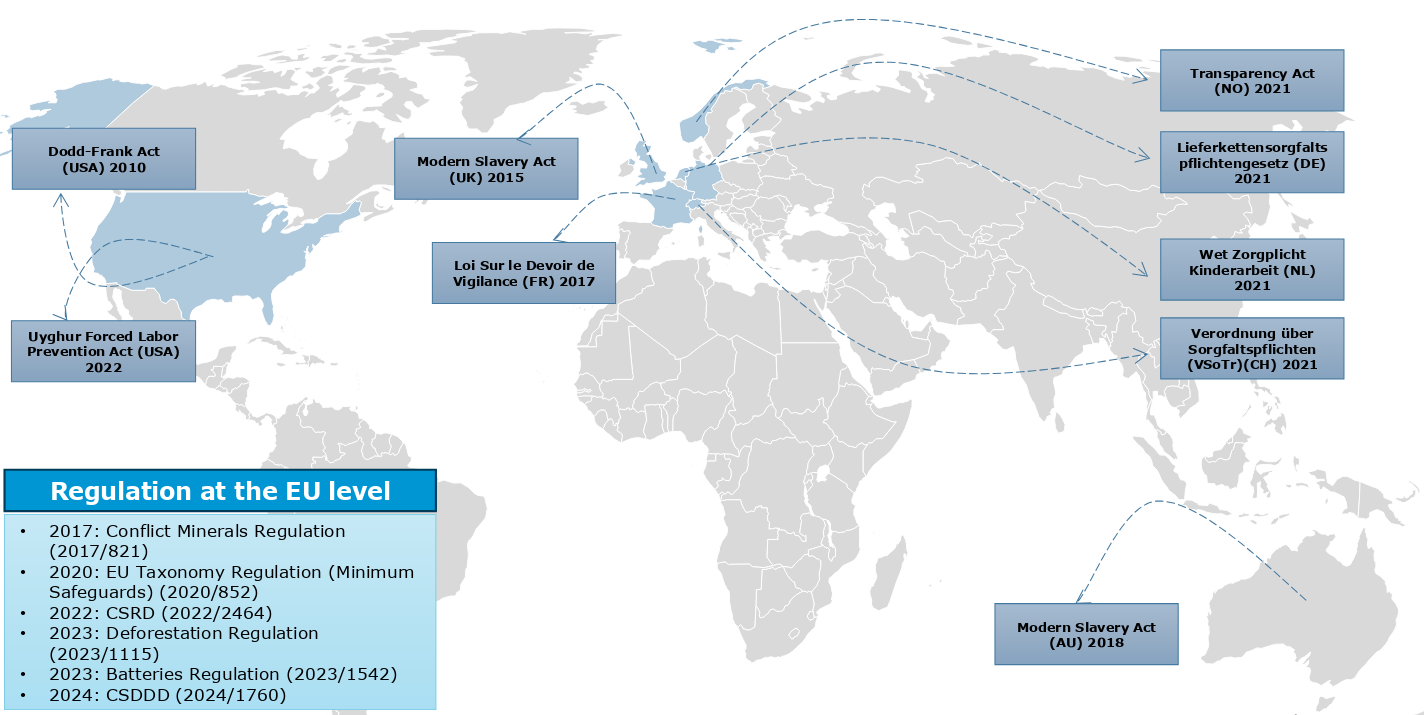 Transparency Act
(NO) 2021
Dodd-Frank Act
(USA) 2010
Modern Slavery Act
(UK) 2015
Lieferkettensorgfalts
pflichtengesetz (DE)
2021
Loi Sur le Devoir de
Vigilance (FR) 2017
Wet Zorgplicht
Kinderarbeit (NL)
2021
Uyghur Forced Labor
Prevention Act (USA)
2022
Verordnung über
Sorgfaltspflichten
(VSoTr)(CH) 2021
Regulation at the EU level
• 2017: Conflict Minerals Regulation
(2017/821)
• 2020: EU Taxonomy Regulation (Minimum
Safeguards) (2020/852)
• 2022: CSRD (2022/2464)
• 2023: Deforestation Regulation
(2023/1115)
• 2023: Batteries Regulation (2023/1542)
• 2024: CSDDD (2024/1760)
Modern Slavery Act
(AU) 2018